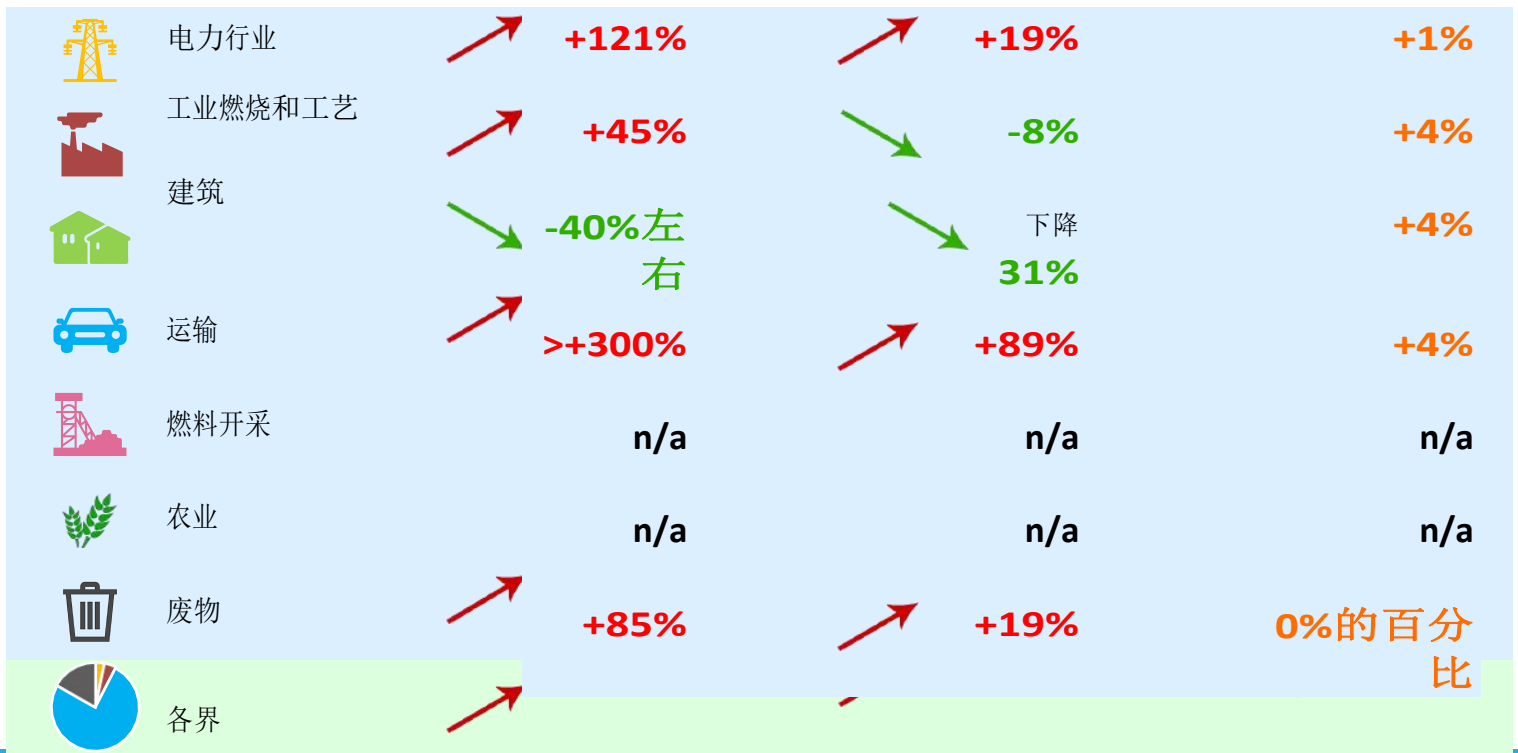 电力行业 +121% +19% +1%
工业燃烧和工艺 +45% -8% +4%
建筑 -40%左 下降 +4%
右 31%
运输 >+300% +89% +4%
燃料开采 n/a n/a n/a
农业 n/a n/a n/a
废物 +85% +19% 0%的百分
比
各界